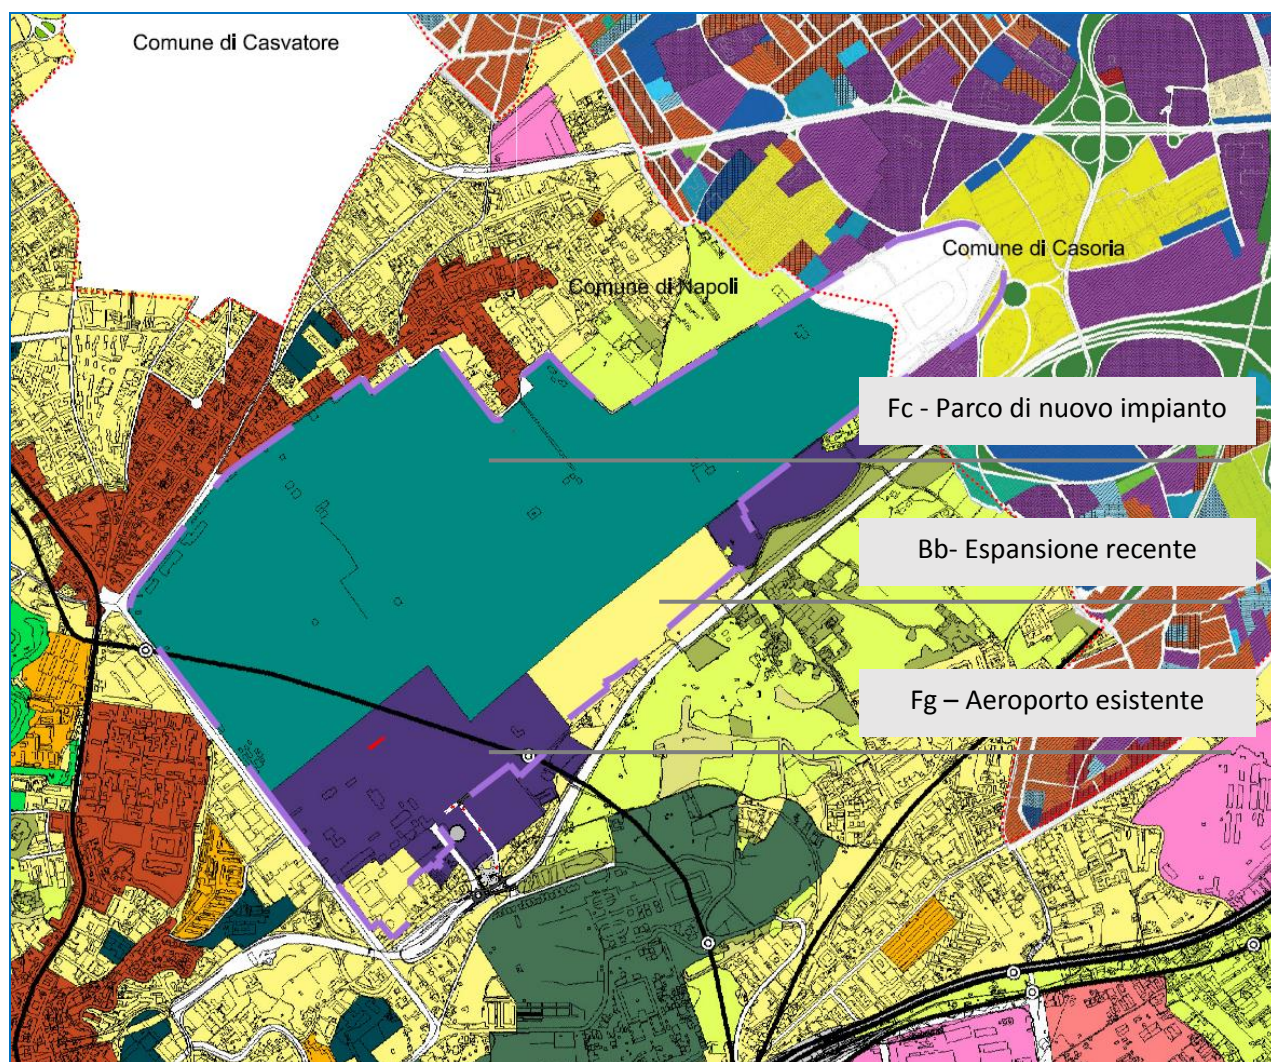 Comune di Casvatore
Comune di Casoria
Comune di Napoli
Fc - Parco di nuovo impianto
Bb- Espansione recente
Fg – Aeroporto esistente